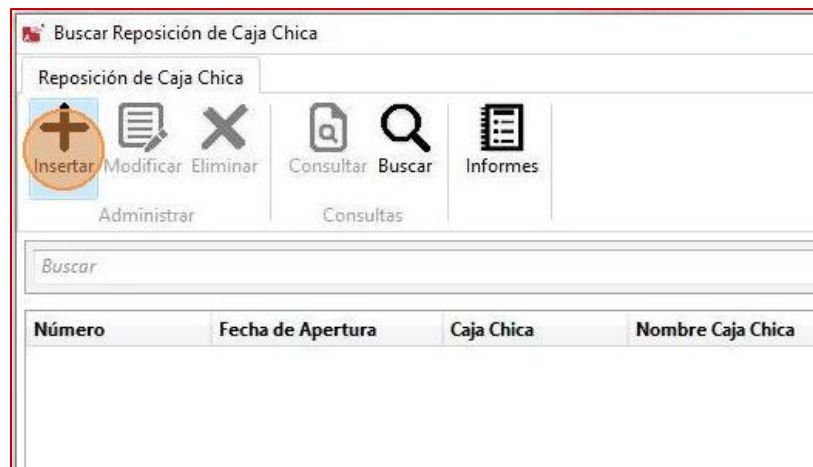 Buscar Reposición de Caja Chica
Reposición de Caja Chica
Insertar Modificar Eliminar Consultar Buscar Informes
Administrar Consultas
Buscar
Número Fecha de Apertura Caja Chica Nombre Caja Chica